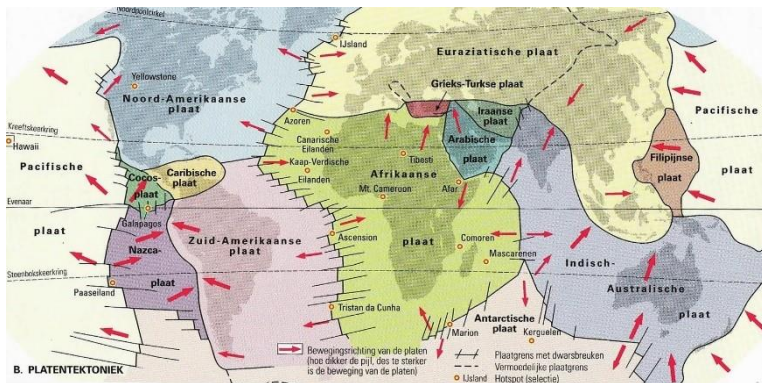 Noordpoolcirkel
IJsland
Euraziatische plaat
Yellowstone
Noord-Amerikaanse
plaat
Grieks-Turkse plaat
Iraanse
plaat
Pacifische
Azoren
Kreeftskeerkring
Canarische
Eilanden
Arabische
plaat
Hawaii
Tibesti
Filipijnse
plaat
Pacifische
Caribische
plaat
Kaap-Verdische
Eilanden
Afrikaanse
plaat
Cocos-
plaat
Mt. Cameruon
Afar
Evenaar
Galapagos
plaat
Zuid-Amerikaanse
plaat
Ascension
plaat
Comoren
Nazca-
plaat
Mascarenen
Indisch-
Australische
plaat
Steenbokskeerkring
Paaseiland
Tristan da Cunha
Marion
Antarctische
plaat
Kerguelen
B. PLATENTEKTONIEK
Bewegingsrichting van de platen
(hoe dikker de pijl, des te sterker
is de beweging van de platen)
Plaatgrens met dwarsbreuken
Vermoedelijke plaatgrens
IJsland Hotspot (selectie)